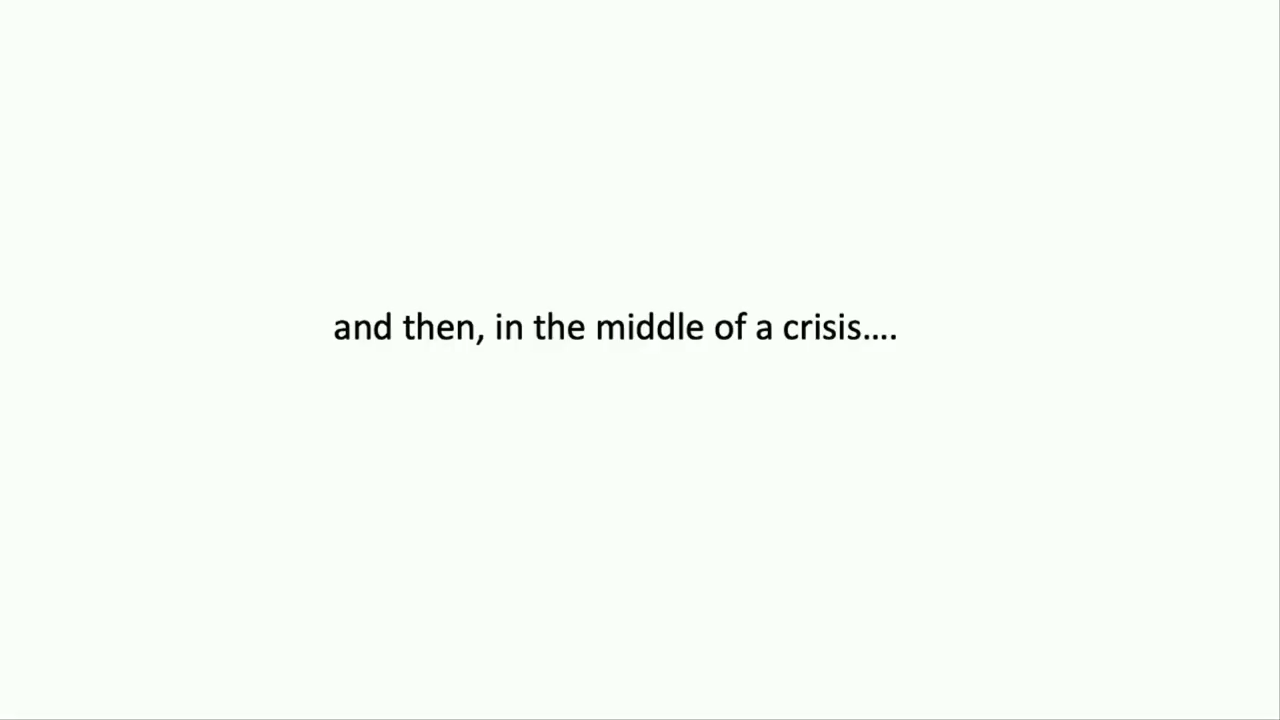 and then, in the middle of a crisis....